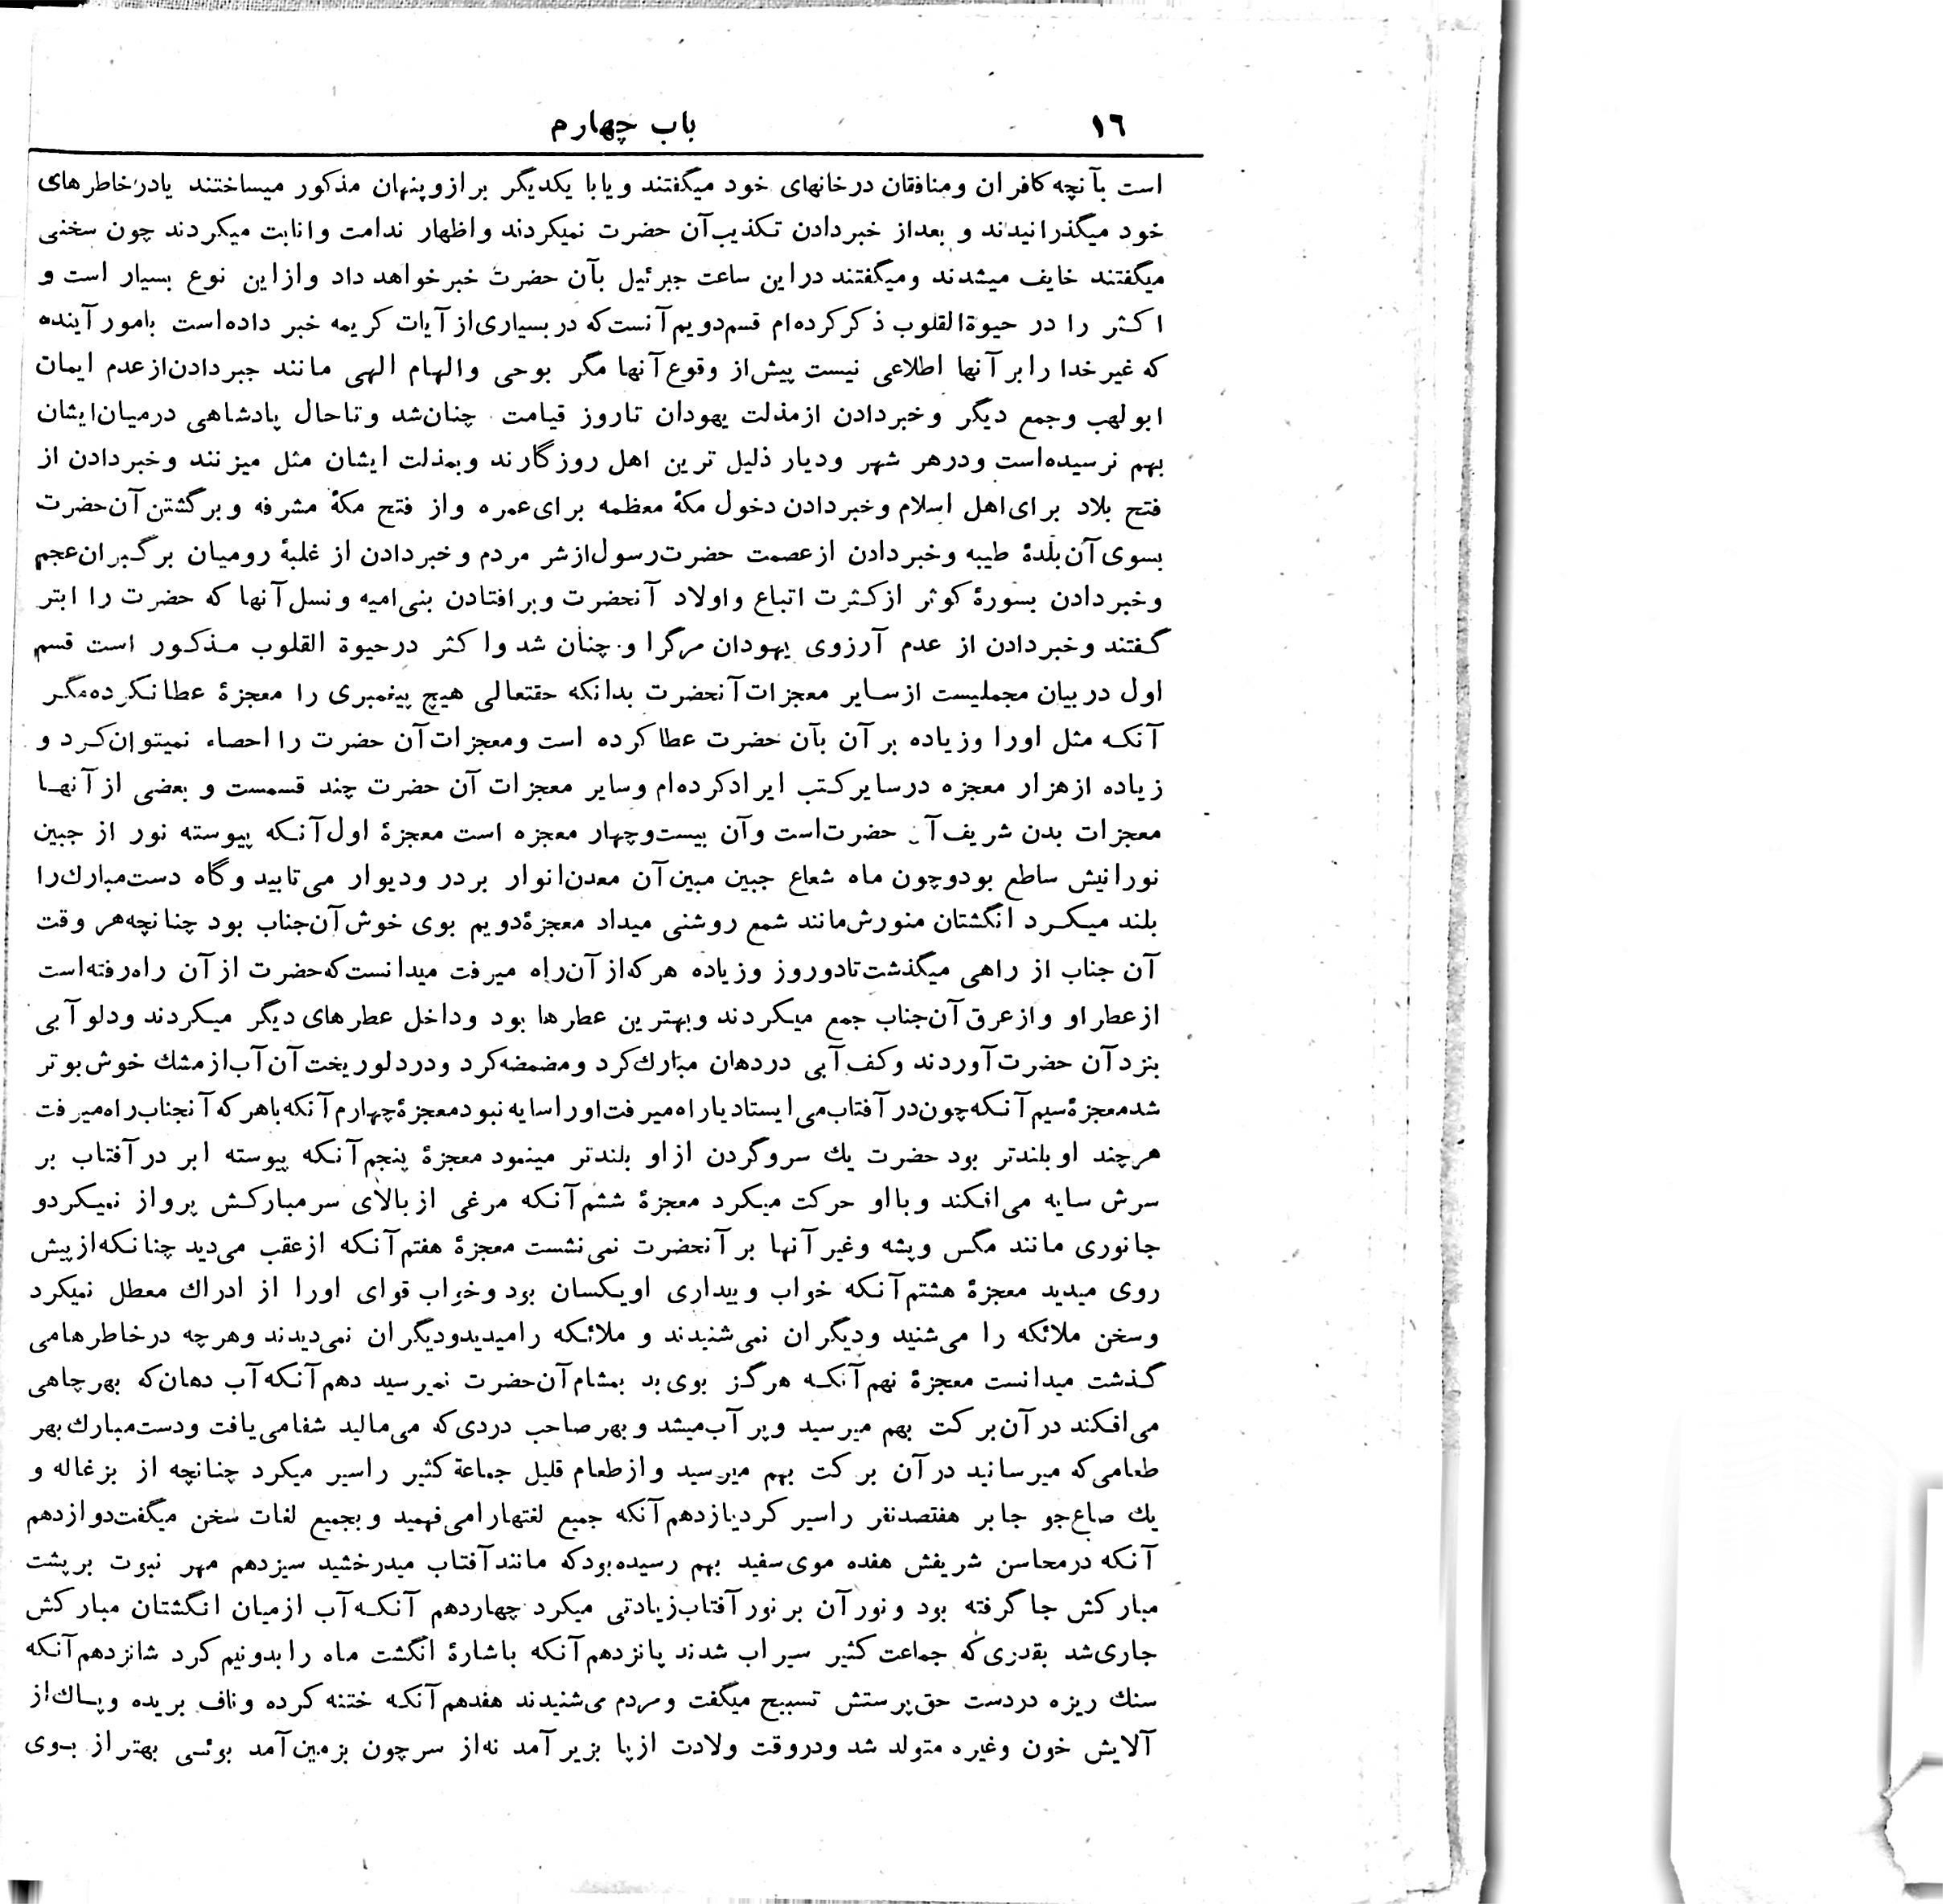 ١٦
باب چهارم
است بآنچه کافران ومنافقان درخانهای خود میگفتند ویابا یکدیگر برازوپنهان مذکور میساختند یادرخاطرهای
خود میگذرانیدند و بعداز خبردادن تکذیب‌آن حضرت نمیکردند واظهار ندامت وانابت میکردند چون سخنی
میگفتند خایف میشدند ومیگفتند دراین ساعت جبرئیل بآن حضرت خبرخواهد داد وازاین نوع بسیار است و
اکثر را در حیوةالقلوب ذکرکرده‌ام قسم‌دویم‌آنست‌که دربسیاری‌ازآیات کریمه خبر داده‌است بامور آینده
که غیرخدا رابرآنها اطلاعی نیست پیش‌از وقوع‌آنها مگر بوحی والهام الهی مانند جبردادن‌ازعدم ایمان
ابولهب وجمع دیگر وخبردادن ازمذلت یهودان تاروز قیامت چنان‌شد وتاحال پادشاهی درمیان‌ایشان
بهم نرسیده‌است ودرهر شهر ودیار ذلیل ترین اهل روزگارند وبمذلت ایشان مثل میزنند وخبردادن از
فتح بلاد برای‌اهل اسلام وخبردادن دخول مکهٔ معظمه برای‌عمره واز فتح مکهٔ مشرفه وبرگشتن آن‌حضرت
بسوی آن‌بلدهٔ طیبه وخبردادن ازعصمت حضرت‌رسول‌ازشر مردم وخبردادن از غلبهٔ رومیان برگبران‌عجم
وخبردادن بسورهٔ کوثر ازکثرت اتباع واولاد آنحضرت وبرافتادن بنی‌امیه ونسل‌آنها که حضرت را ابتر
گفتند وخبردادن از عدم آرزوی یهودان مرگرا و چنان شد واکثر درحیوة القلوب مذکور است قسم
اول دربیان مجملیست ازسایر معجزات‌آنحضرت بدانکه حقتعالی هیچ پیغمبری را معجزهٔ عطانکرده‌مگر
آنکه مثل اورا وزیاده برآن بآن حضرت عطاکرده است ومعجزات‌آن حضرت را احصاء نمیتوان‌کرد و
زیاده ازهزار معجزه درسایرکتب ایرادکرده‌ام وسایر معجزات آن حضرت چند قسمست و بعضی ازآنها
معجزات بدن شریف‌آن حضرت‌است وآن بیست‌وچهار معجزه است معجزهٔ اول‌آنکه پیوسته نور از جبین
نورانیش ساطع بودوچون ماه شعاع جبین مبین‌آن معدن‌انوار بردر ودیوار می‌تابید وگاه دست‌مبارك‌را
بلند میکرد انگشتان منورش‌مانند شمع روشنی میداد معجزهٔدویم بوی خوش‌آن‌جناب بود چنانچه‌هر وقت
آن جناب از راهی میگذشت‌تادوروز وزیاده هرکه‌ازآن‌راه میرفت میدانست‌که‌حضرت ازآن راه‌رفته‌است
ازعطراو وازعرق‌آن‌جناب جمع میکردند وبهترین عطرها بود وداخل عطرهای دیگر میکردند ودلوآبی
بنزدآن حضرت‌آوردند وکف‌آبی دردهان مبارك‌کرد ومضمضه‌کرد ودردلوریخت‌آن‌آب‌ازمشك خوش‌بوتر
شدمعجزهٔ‌سیم‌آنکه‌چون‌درآفتاب‌می‌ایستادیاراه‌میرفت‌اوراسایه‌نبودمعجزهٔ‌چهارم‌آنکه‌باهرکه‌آنجناب‌راه‌میرفت
هرچند اوبلندتر بود حضرت یك سروگردن ازاو بلندتر مینمود معجزهٔ پنجم‌آنکه پیوسته ابر درآفتاب بر
سرش سایه می‌افکند وبااو حرکت میکرد معجزهٔ ششم‌آنکه مرغی ازبالای سرمبارکش پرواز نمیکردو
جانوری مانند مگس وپشه وغیرآنها برآنحضرت نمی‌نشست معجزهٔ هفتم‌آنکه ازعقب می‌دید چنانکه‌ازپیش
روی میدید معجزهٔ هشتم‌آنکه خواب وبیداری اویکسان بود وخواب قوای اورا از ادراك معطل نمیکرد
وسخن ملائکه را می‌شنید ودیگران نمی‌شنیدند و ملائکه رامیدیدودیگران نمی‌دیدند وهرچه درخاطرهامی
گذشت میدانست معجزهٔ نهم‌آنکه هرگز بوی‌بد بمشام‌آن‌حضرت نمیرسید دهم‌آنکه‌آب دهان‌که بهرچاهی
می‌افکند درآن‌برکت بهم میرسید وپر آب‌میشد وبهرصاحب دردی‌که می‌مالید شفامی‌یافت ودست‌مبارك‌بهر
طعامی‌که میرسانید درآن برکت بهم میرسید وازطعام قلیل جماعة‌کثیر راسیر میکرد چنانچه از بزغاله و
یك صاع‌جو جابر هفتصدنفر راسیر کردیازدهم‌آنکه جمیع لغتهارامی‌فهمید وبجمیع لغات سخن میگفت‌دوازدهم
آنکه درمحاسن شریفش هفده موی‌سفید بهم رسیده‌بودکه مانندآفتاب میدرخشید سیزدهم مهر نبوت برپشت
مبارکش جاگرفته بود ونورآن برنورآفتاب‌زیادتی میکرد چهاردهم آنکه‌آب ازمیان انگشتان مبارکش
جاری‌شد بقدری‌که جماعت کثیر سیراب شدند پانزدهم‌آنکه باشارهٔ انگشت ماه رابدونیم کرد شانزدهم‌آنکه
سنك ریزه دردست حق‌پرستش تسبیح میگفت ومردم می‌شنیدند هفدهم‌آنکه ختنه کرده وناف بریده وپاك‌از
آلایش خون وغیره متولد شد ودروقت ولادت ازپا بزیرآمد نه‌از سرچون بزمین‌آمد بوئی بهتراز بوی